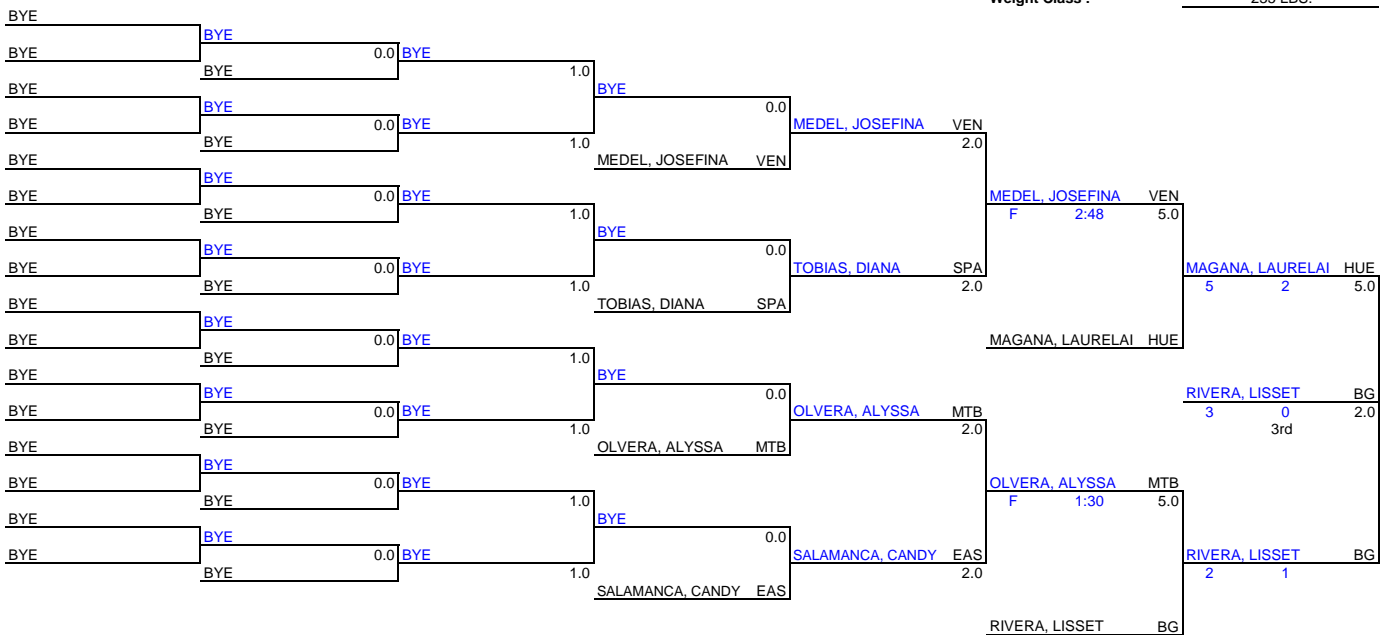 Weight Class :
BYE
BYE
BYE 0.0 BYE
BYE 1.0
BYE BYE
BYE 0.0
BYE 0.0 BYE MEDEL, JOSEFINA VEN
BYE 1.0 2.0
BYE MEDEL, JOSEFINA VEN
BYE
BYE 0.0 BYE MEDEL, JOSEFINA VEN
BYE 1.0 F 2:48 5.0
BYE BYE
BYE 0.0
BYE 0.0 BYE TOBIAS, DIANA SPA MAGANA, LAURELAI HUE
BYE 1.0 2.0 5 2 5.0
BYE TOBIAS, DIANA SPA
BYE
BYE 0.0 BYE MAGANA, LAURELAI HUE
BYE 1.0
BYE BYE
BYE 0.0 RIVERA, LISSET BG
BYE 0.0 BYE OLVERA, ALYSSA MTB 3 0 2.0
BYE 1.0 2.0 3rd
BYE OLVERA, ALYSSA MTB
BYE
BYE 0.0 BYE OLVERA, ALYSSA MTB
BYE 1.0 F 1:30 5.0
BYE BYE
BYE 0.0
BYE 0.0 BYE SALAMANCA, CANDY EAS RIVERA, LISSET BG
BYE 1.0 2.0 2 1
SALAMANCA, CANDY EAS
RIVERA, LISSET BG